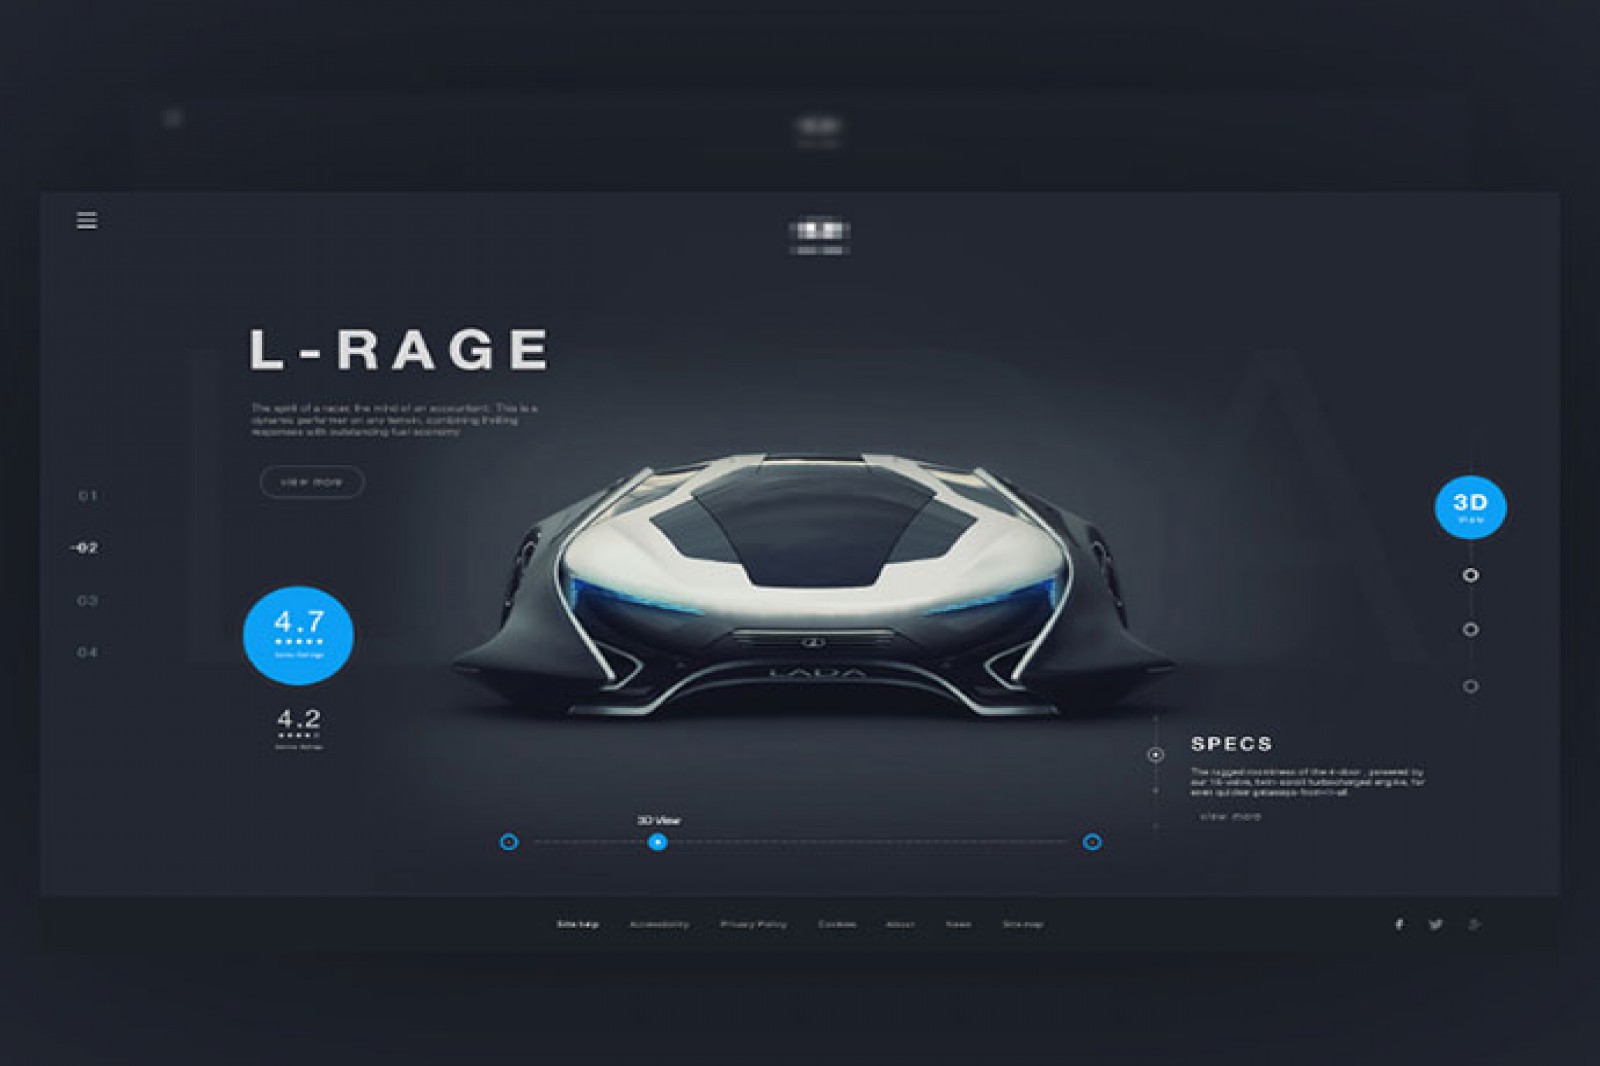 L-RAGE
The spirit of a racer, the mind of an accountant. This is a
dynamic performer on any terrain, combining thrilling
responses with outstanding fuel economy
view more
01
-02
03
04
4.7
4.2
LADA
3D
View
SPECS
The rugged roominess of the 4-door, powered by
our 16-valve, twin-scroll turbocharged engine, for
even quicker getaways-from-it-all.
view more
3D View
Site help Accessibility Privacy Policy Cookies About News Site map